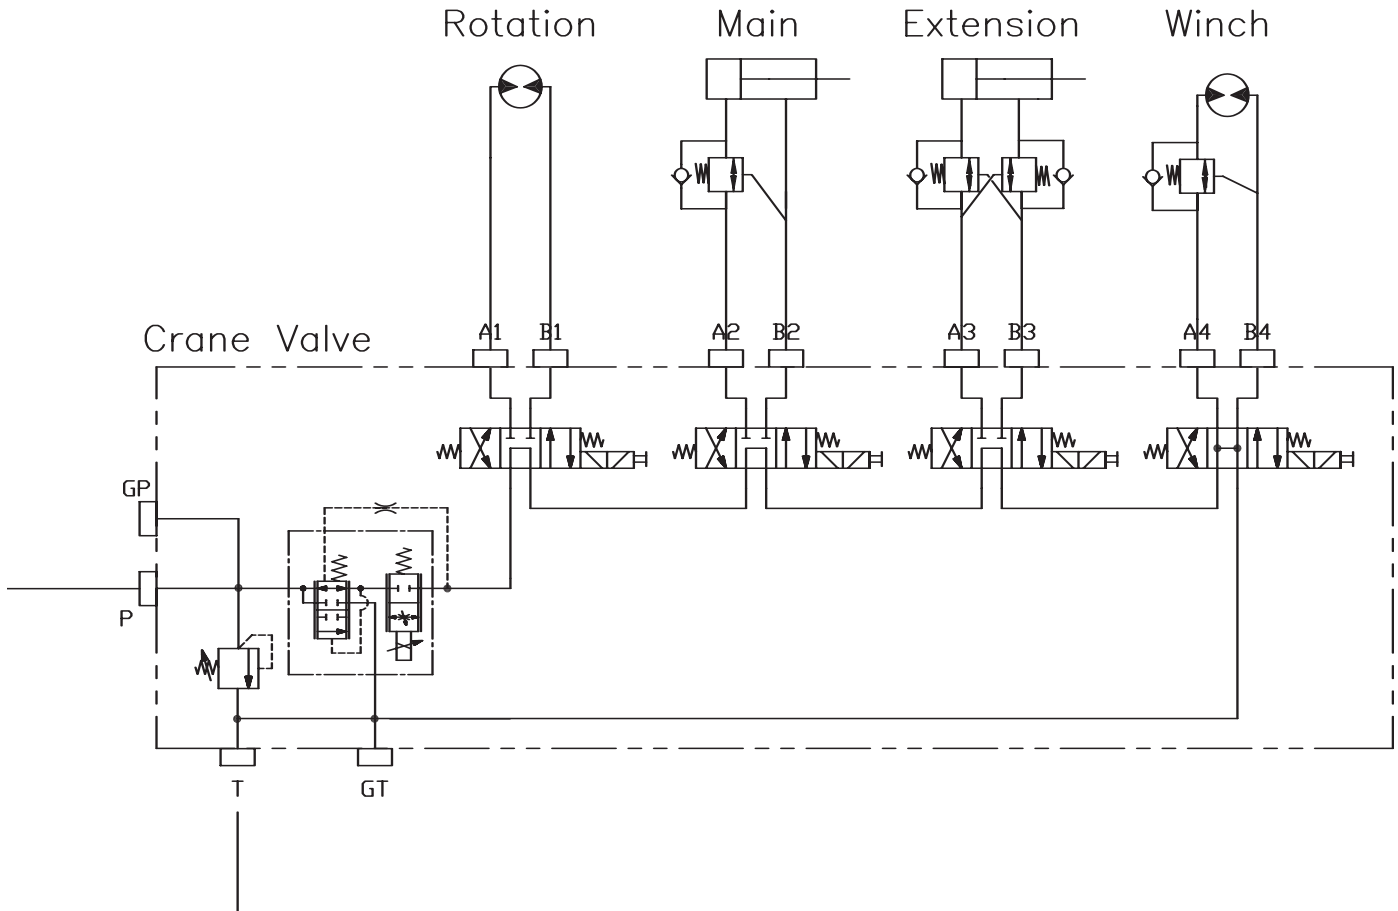 Rotation Main Extension Winch
A1 B1 A2 B2 A3 B3 A4 B4
Crane Valve
GP
P
T GT